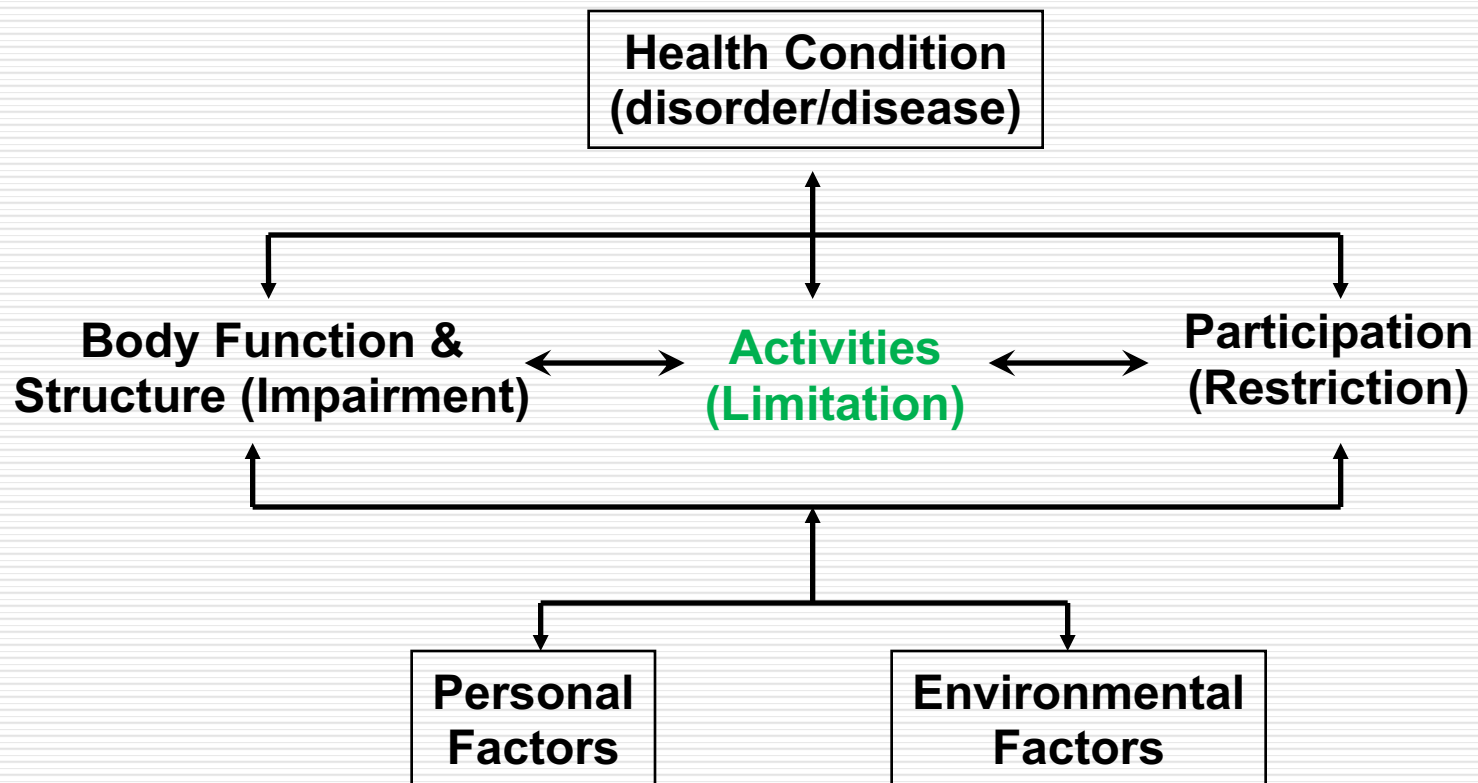 Health Condition
(disorder/disease)
Body Function &
Structure (Impairment)
Activities
(Limitation)
Participation
(Restriction)
Personal
Factors
Environmental
Factors